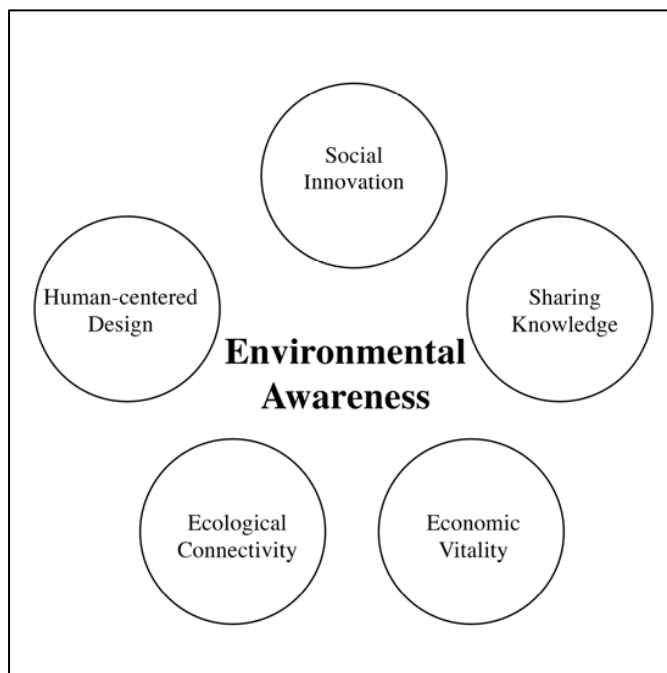 Social
Innovation
Human-centered
Design
Sharing
Knowledge
Environmental
Awareness
Ecological
Connectivity
Economic
Vitality